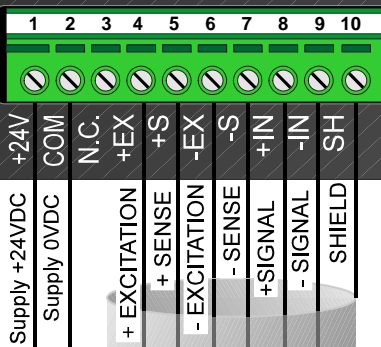 1 2 3 4 5 6 7 8 9 10
+24V
COM
N.C.
+EX
+S
-EX
-S
+IN
-IN
SH
Supply +24VDC
Supply 0VDC
+ EXCITATION
+ SENSE
- EXCITATION
- SENSE
+SIGNAL
- SIGNAL
SHIELD